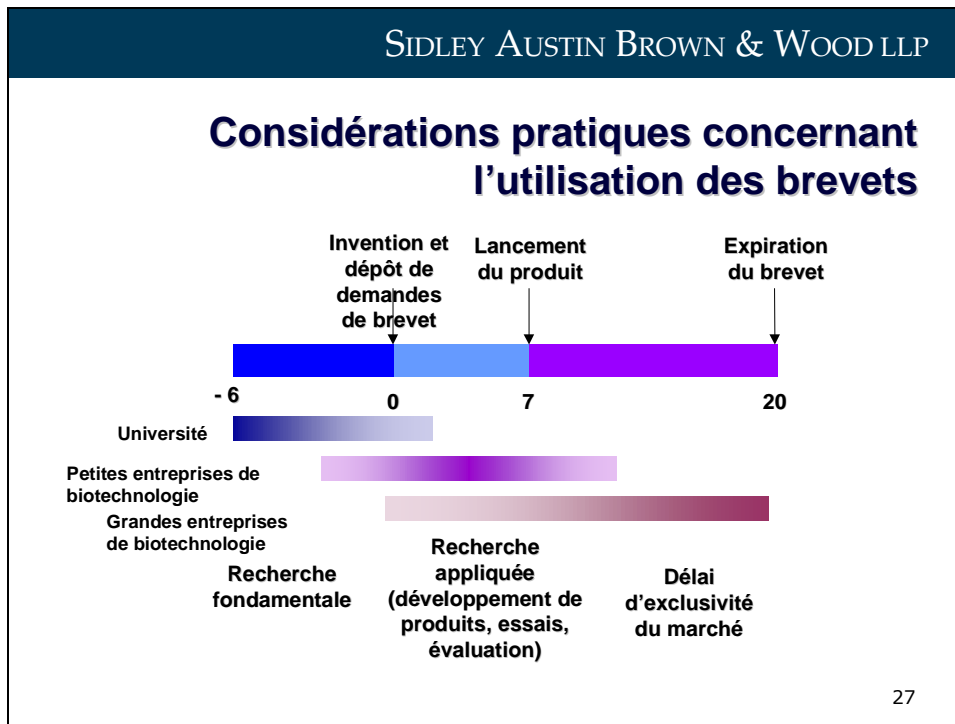 SIDLEY AUSTIN BROWN & WOOD LLP
Considérations pratiques concernant
l’utilisation des brevets
Invention et
dépôt de
demandes
de brevet
Lancement
du produit
Expiration
du brevet
- 6
0
7
20
Université
Petites entreprises de
biotechnologie
Grandes entreprises
de biotechnologie
Recherche
fondamentale
Recherche
appliquée
(développement de
produits, essais,
évaluation)
Délai
d’exclusivité
du marché
27